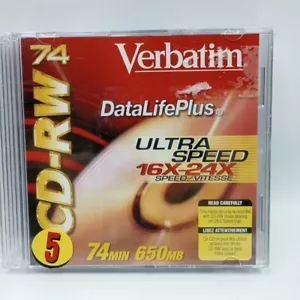 74
Verbatim
CD-RW
DataLifePlus
ULTRA
SPEED
16X-24X
SPEED/VITESSE
READ CAREFULLY
LISEZ ATTENTIVEMENT
5
74MIN 650MB